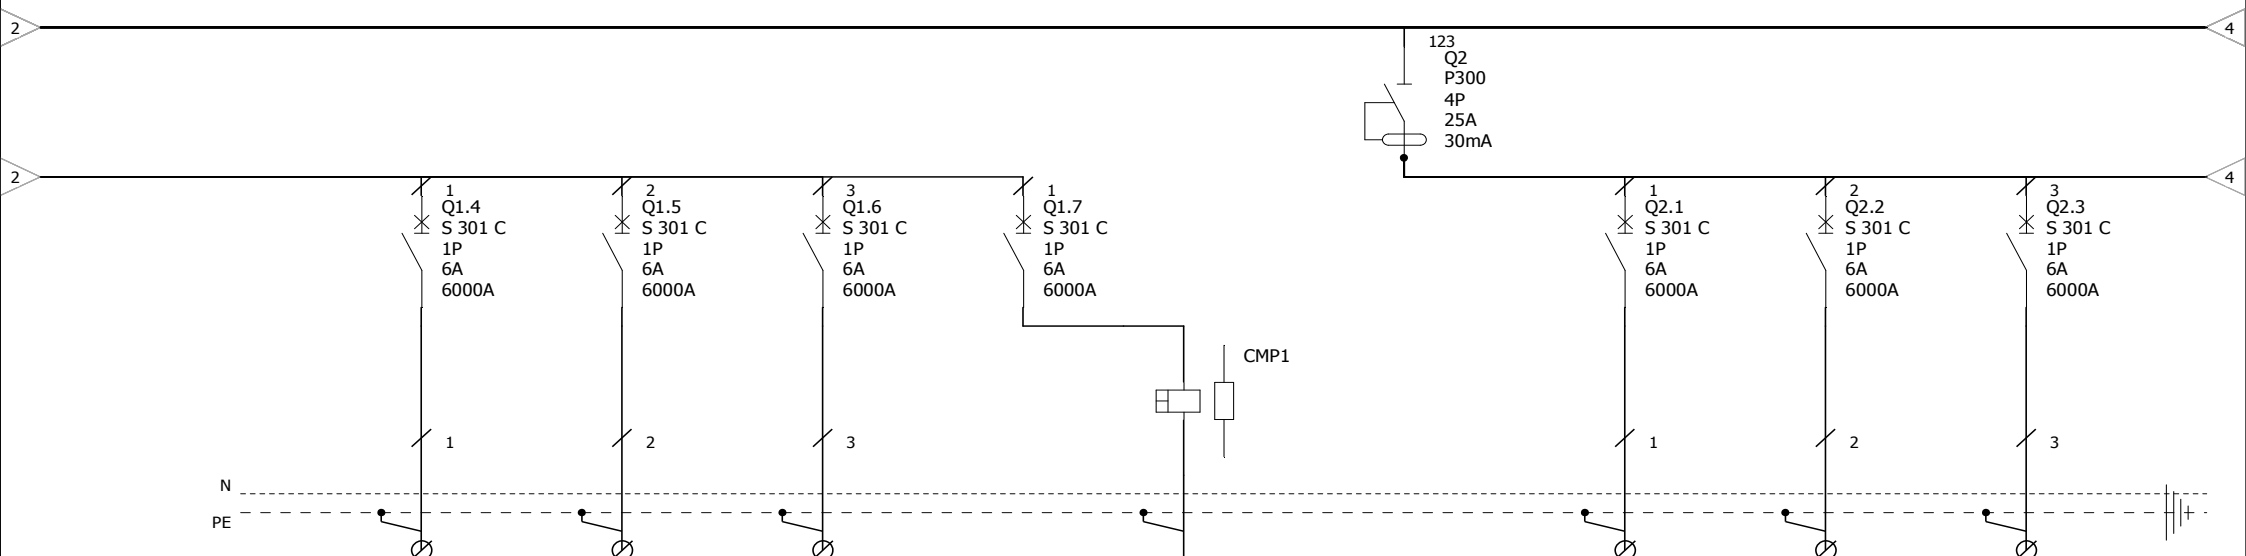 2
4
123
Q2
P300
4P
25A
30mA
2
4
1
Q1.4
S 301 C
1P
6A
6000A
2
Q1.5
S 301 C
1P
6A
6000A
3
Q1.6
S 301 C
1P
6A
6000A
1
Q1.7
S 301 C
1P
6A
6000A
1
Q2.1
S 301 C
1P
6A
6000A
2
Q2.2
S 301 C
1P
6A
6000A
3
Q2.3
S 301 C
1P
6A
6000A
CMP1
1
2
3
1
2
3
N
PE